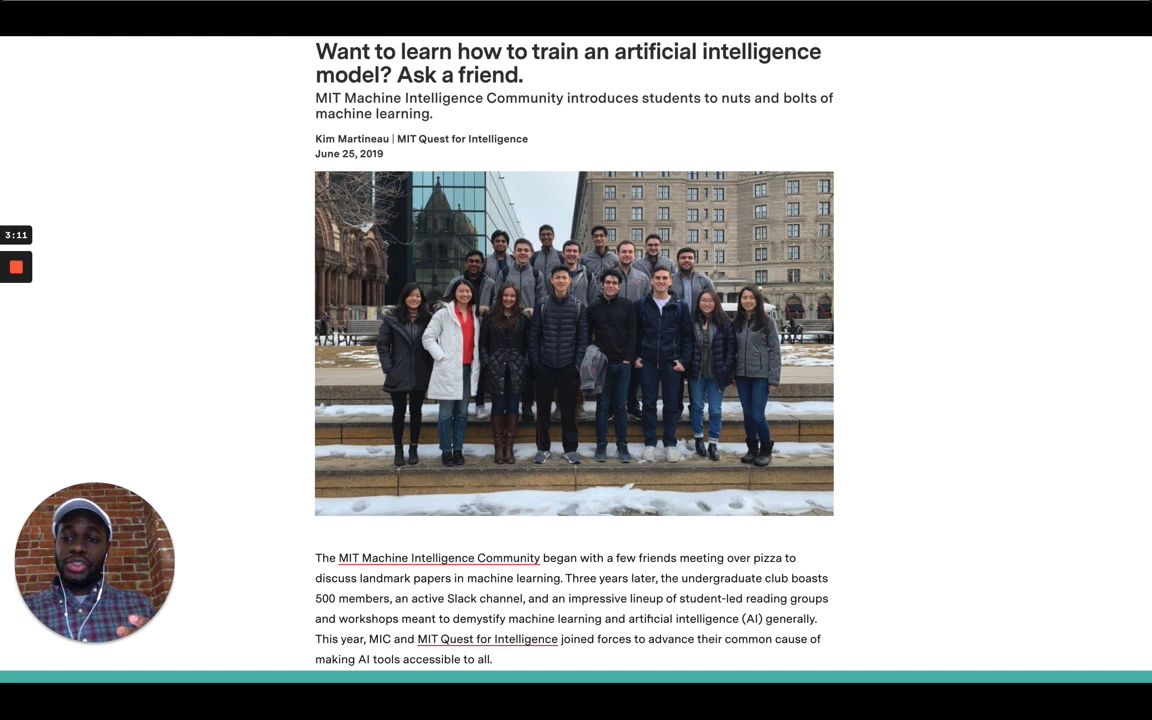 Want to learn how to train an artificial intelligence
model? Ask a friend.
MIT Machine Intelligence Community introduces students to nuts and bolts of
machine learning.
Kim Martineau | MIT Quest for Intelligence
June 25, 2019
3:11
The MIT Machine Intelligence Community began with a few friends meeting over pizza to
discuss landmark papers in machine learning. Three years later, the undergraduate club boasts
500 members, an active Slack channel, and an impressive lineup of student-led reading groups
and workshops meant to demystify machine learning and artificial intelligence (AI) generally.
This year, MIC and MIT Quest for Intelligence joined forces to advance their common cause of
making AI tools accessible to all.